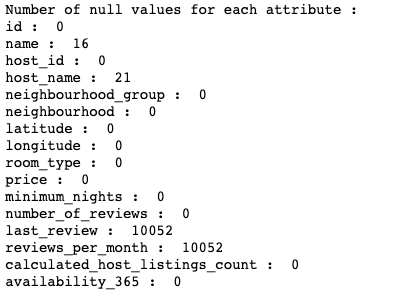 Number of null values for each attribute :
id :  0
name :  16
host_id :  0
host_name :  21
neighbourhood_group :  0
neighbourhood :  0
latitude :  0
longitude :  0
room_type :  0
price :  0
minimum_nights :  0
number_of_reviews :  0
last_review :  10052
reviews_per_month :  10052
calculated_host_listings_count :  0
availability_365 :  0